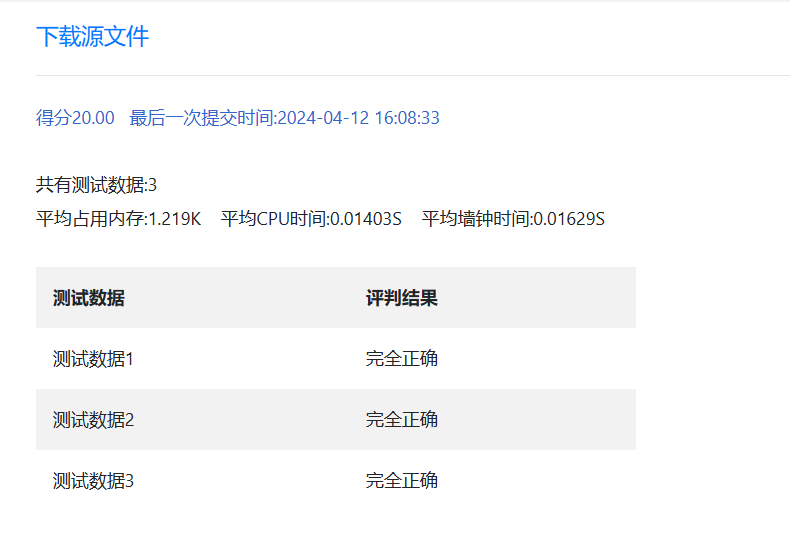 下载源文件
得分20.00 最后一次提交时间:2024-04-12 16:08:33
共有测试数据:3
平均占用内存:1.219K 平均CPU时间:0.01403S 平均墙钟时间:0.01629S
测试数据 评判结果
测试数据1 完全正确
测试数据2 完全正确
测试数据3 完全正确